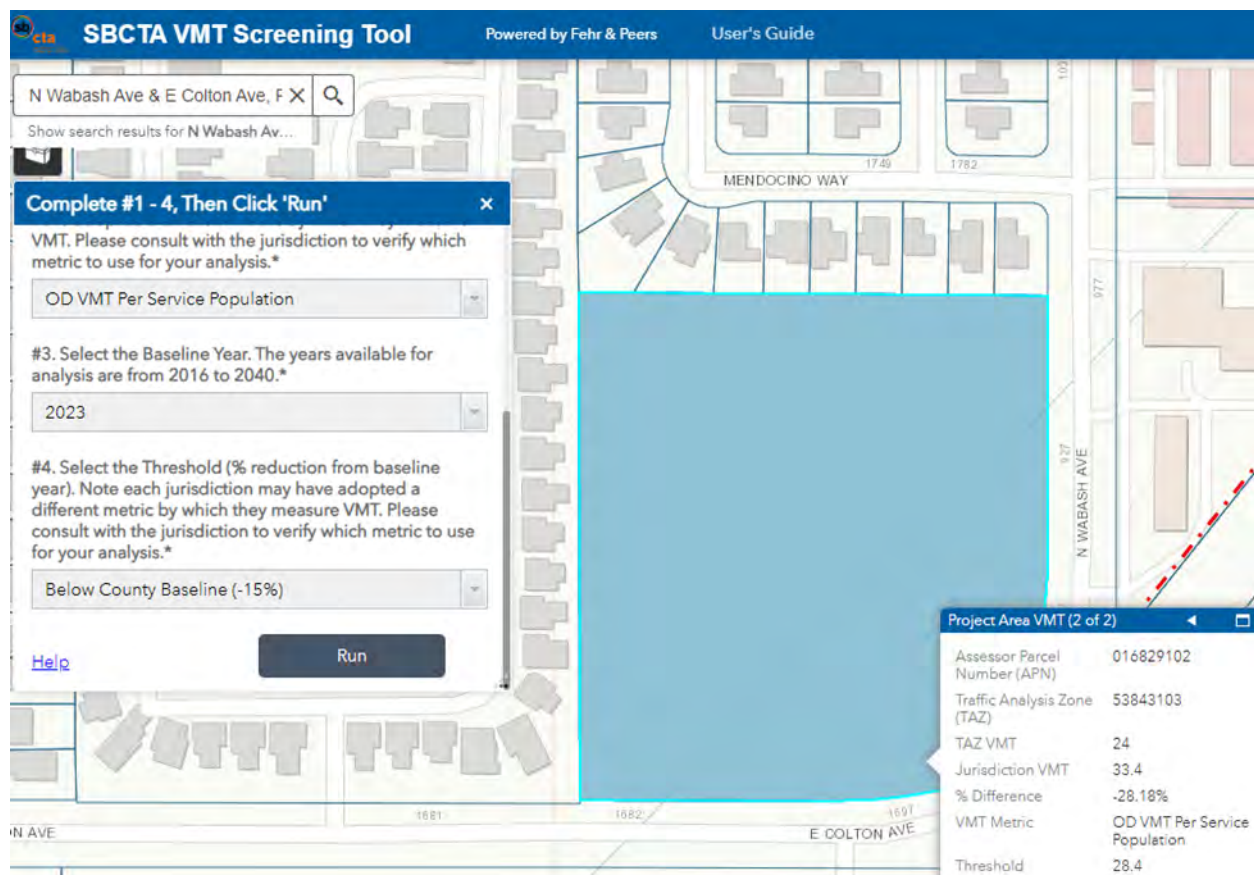 sb
cta
SBCTA VMT Screening Tool
Powered by Fehr & Peers
User's Guide
N Wabash Ave & E Colton Ave, F
Show search results for N Wabash Av...
Complete #1 - 4, Then Click 'Run'
VMT. Please consult with the jurisdiction to verify which
metric to use for your analysis.*
OD VMT Per Service Population
#3. Select the Baseline Year. The years available for
analysis are from 2016 to 2040.*
2023
#4. Select the Threshold (% reduction from baseline
year). Note each jurisdiction may have adopted a
different metric by which they measure VMT. Please
consult with the jurisdiction to verify which metric to use
for your analysis.*
Below County Baseline (-15%)
Help
Run
1749
1782
MENDOCINO WAY
977
927
N WABASH AVE
1681
1682
1697
N AVE
E COLTON AVE
Project Area VMT (2 of 2)
Assessor Parcel
Number (APN)
016829102
Traffic Analysis Zone
(TAZ)
53843103
TAZ VMT
24
Jurisdiction VMT
33.4
% Difference
-28.18%
VMT Metric
OD VMT Per Service
Population
Threshold
28.4